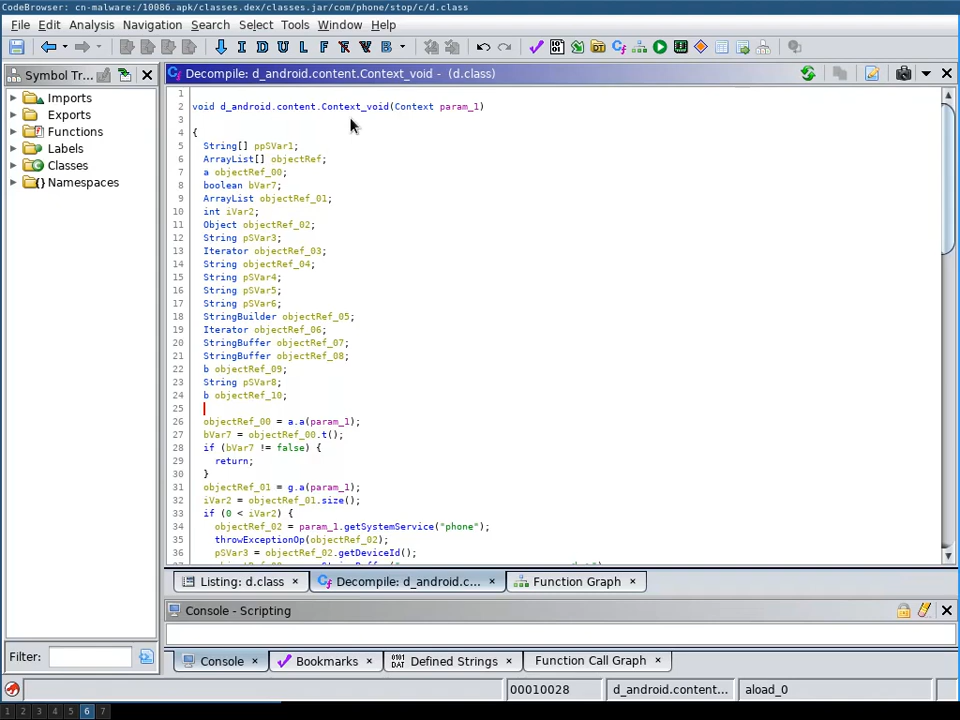 CodeBrowser: cn-malware:/10086.apk/classes.dex/classes.jar/com/phone/stop/c/d.class
File Edit Analysis Navigation Search Select Tools Window Help
I D U L F B
Symbol Tr...
Decompile: d_android.content.Context_void - (d.class)
Imports
Exports
Functions
Labels
Classes
Namespaces
1
2 void d_android.content.Context_void(Context param_1)
3
4 {
5 String[] ppSVar1;
6 ArrayList[] objectRef;
7 a objectRef_00;
8 boolean bVar7;
9 ArrayList objectRef_01;
10 int iVar2;
11 Object objectRef_02;
12 String pSVar3;
13 Iterator objectRef_03;
14 String objectRef_04;
15 String pSVar4;
16 String pSVar5;
17 String pSVar6;
18 StringBuilder objectRef_05;
19 Iterator objectRef_06;
20 StringBuffer objectRef_07;
21 StringBuffer objectRef_08;
22 b objectRef_09;
23 String pSVar8;
24 b objectRef_10;
25
26 objectRef_00 = a.a(param_1);
27 bVar7 = objectRef_00.t();
28 if (bVar7 != false) {
29 return;
30 }
31 objectRef_01 = g.a(param_1);
32 iVar2 = objectRef_01.size();
33 if (0 < iVar2) {
34 objectRef_02 = param_1.getSystemService("phone");
35 throwExceptionOp(objectRef_02);
36 pSVar3 = objectRef_02.getDeviceId();
Listing: d.class
Decompile: d_android.c...
Function Graph
Console - Scripting
Filter:
Console
Bookmarks
Defined Strings
Function Call Graph
00010028
d_android.content...
aload_0
1 2 3 4 5 6 7